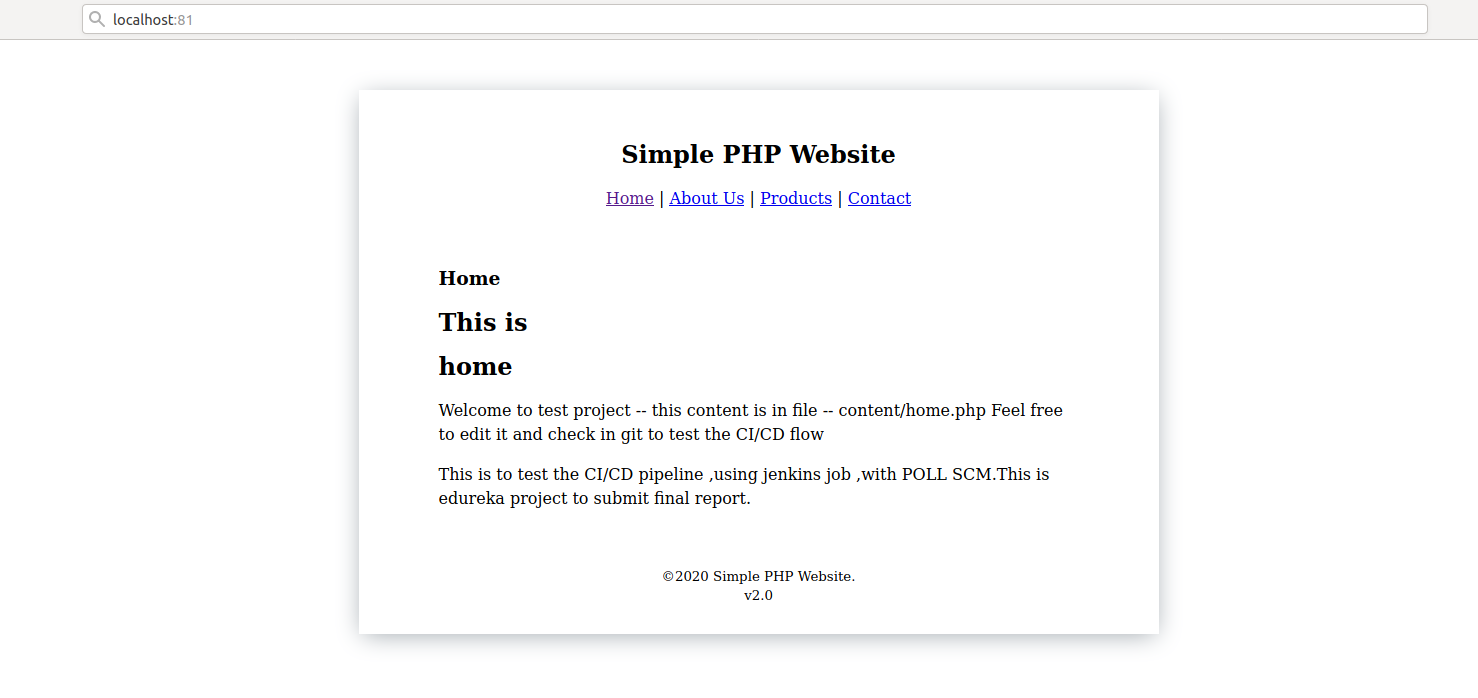 localhost:81
Simple PHP Website
Home | About Us | Products | Contact
Home
This is
home
Welcome to test project -- this content is in file -- content/home.php Feel free
to edit it and check in git to test the CI/CD flow
This is to test the CI/CD pipeline ,using jenkins job ,with POLL SCM.This is
edureka project to submit final report.
©2020 Simple PHP Website.
v2.0